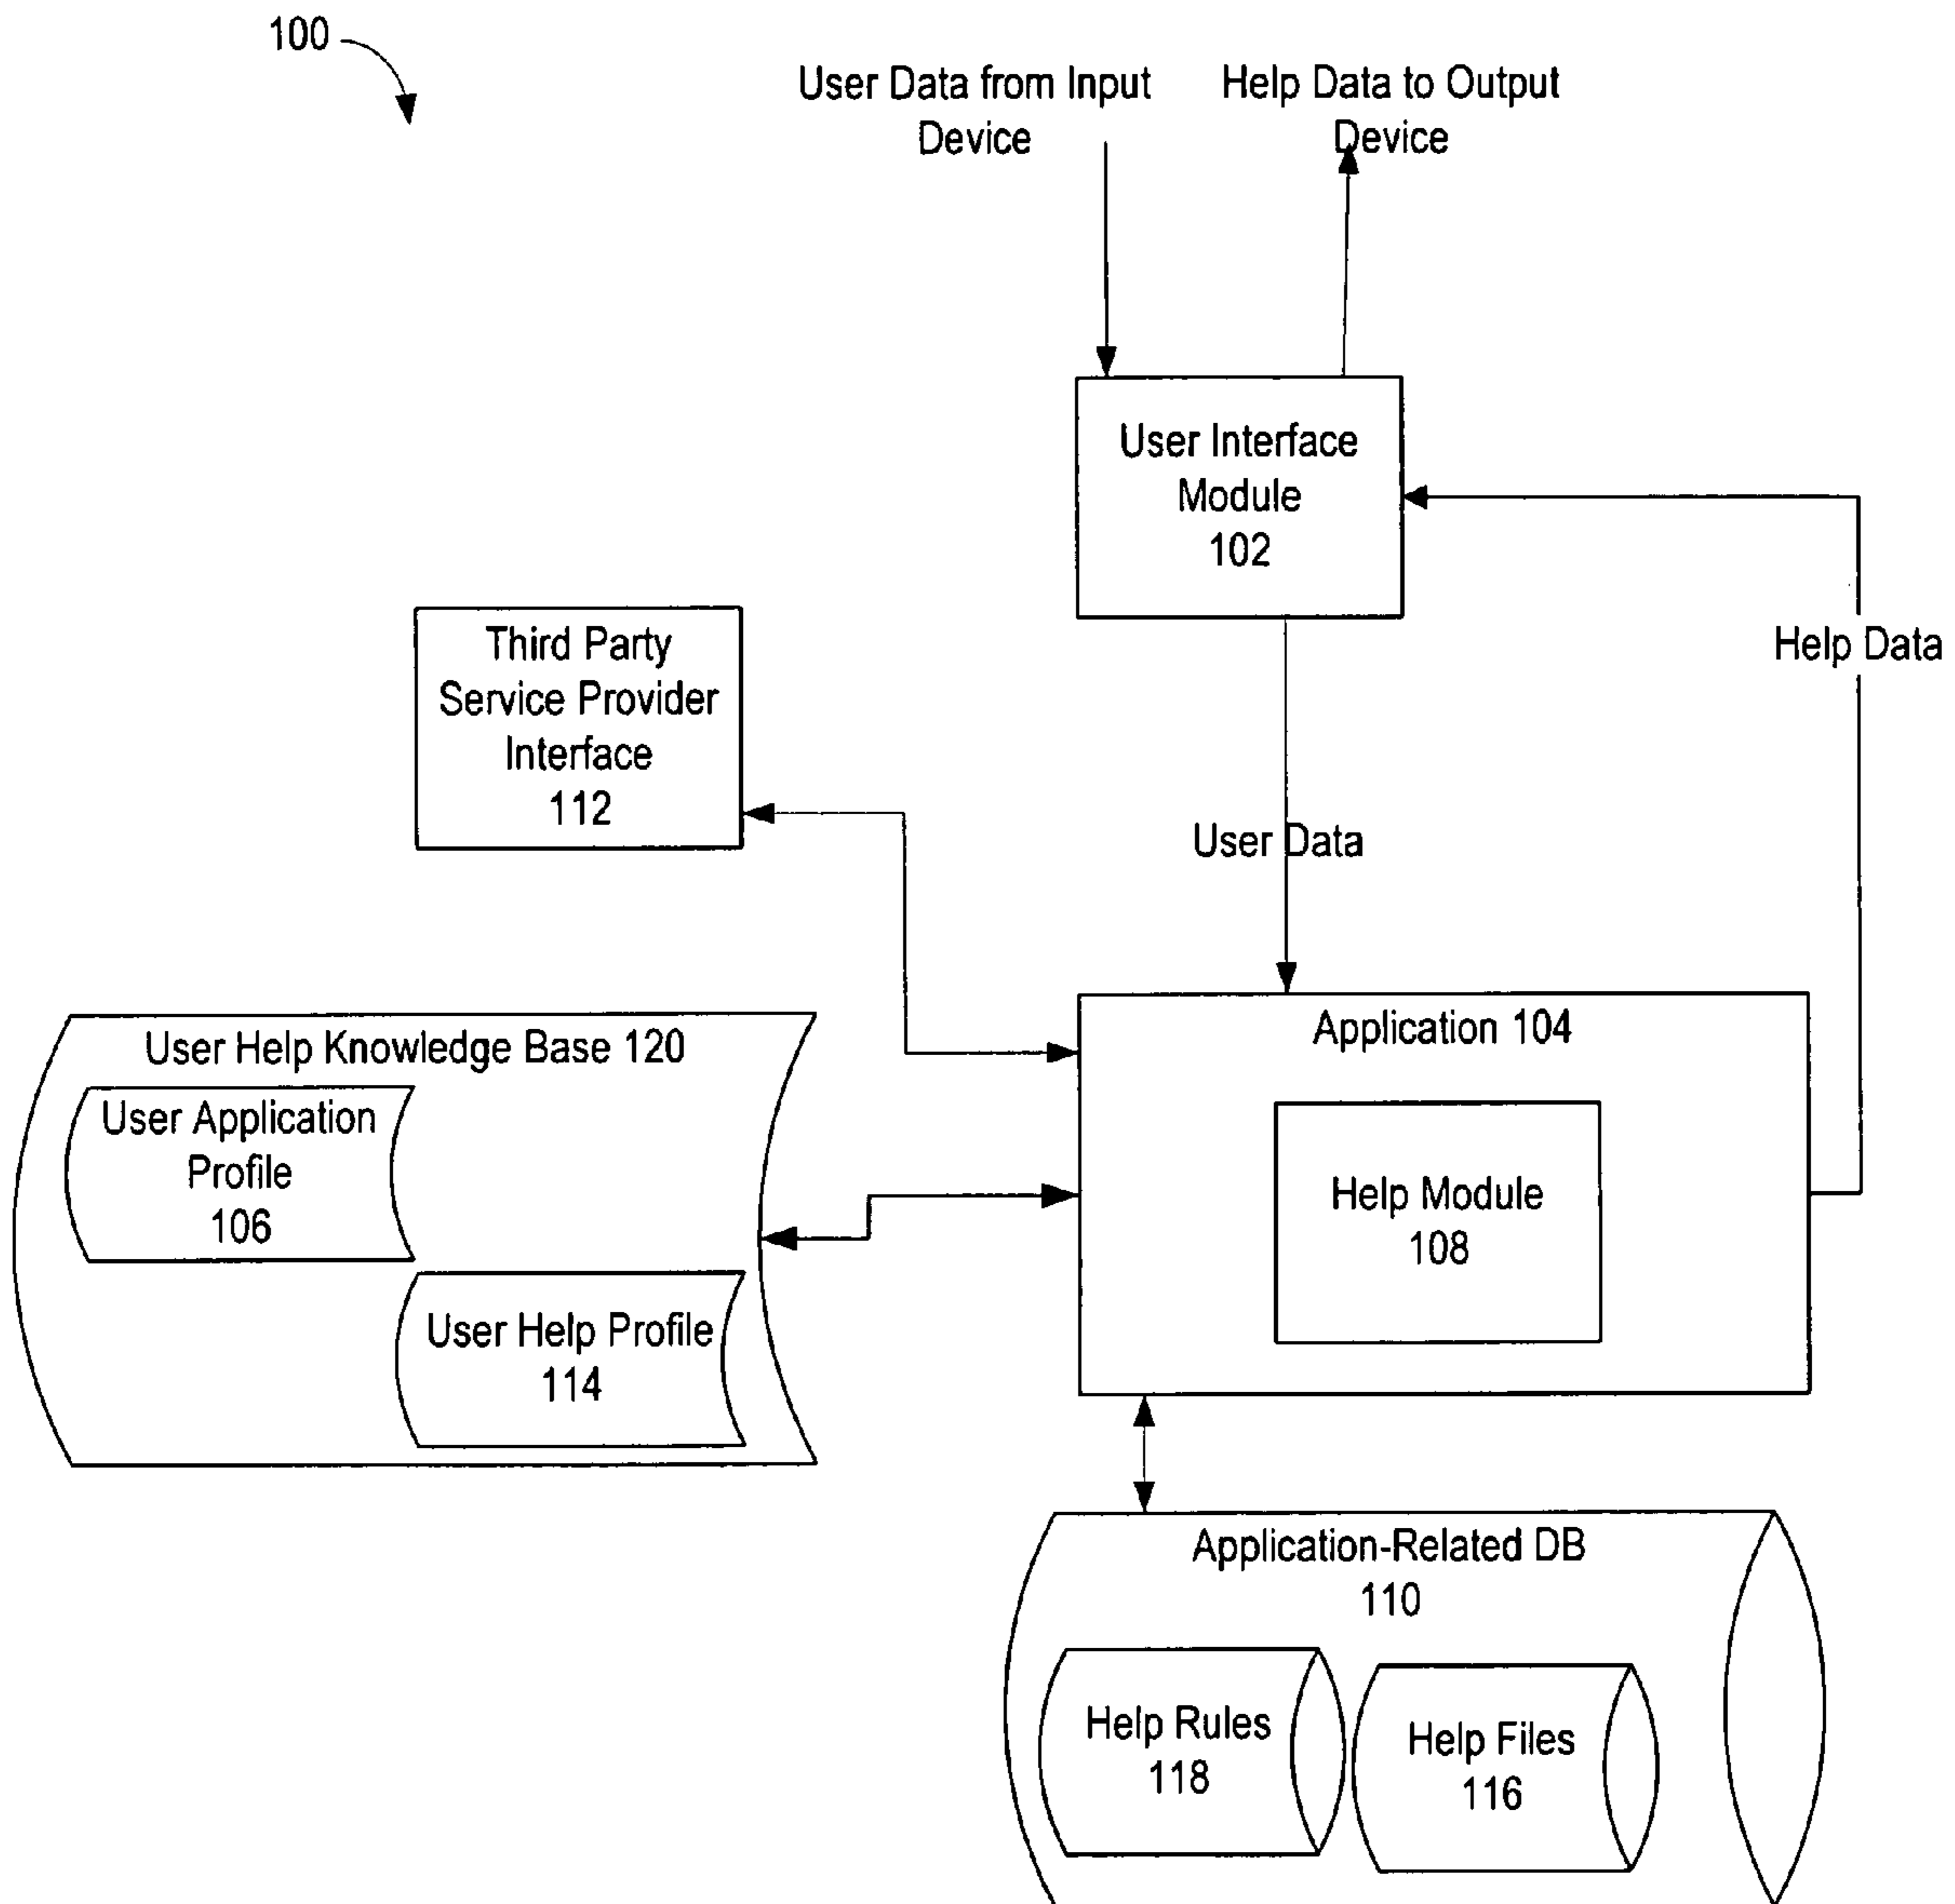 100
User Data from Input
Device
Help Data to Output
Device
User Interface
Module
102
Help Data
Third Party
Service Provider
Interface
112
User Data
Application 104
Help Module
108
User Help Knowledge Base 120
User Application
Profile
106
User Help Profile
114
Application-Related DB
110
Help Rules
118
Help Files
116